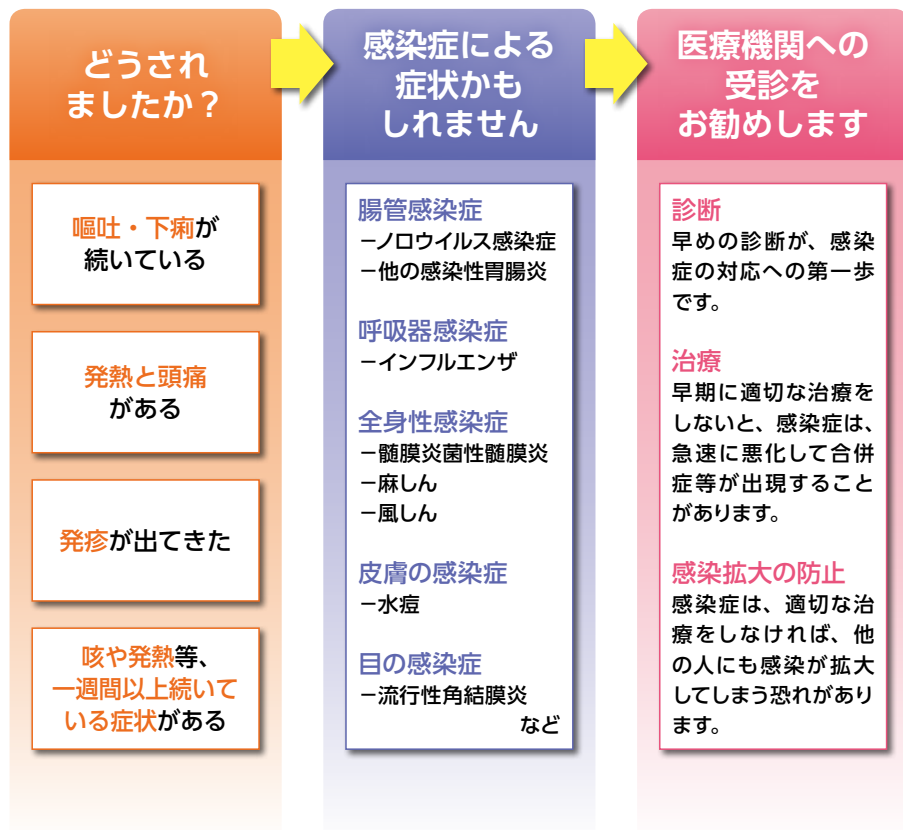 どうされ
ましたか？
嘔吐・下痢が
続いている
発熱と頭痛
がある
発疹が出てきた
咳や発熱等、
一週間以上続いて
いる症状がある
感染症による
症状かも
しれません
腸管感染症
－ノロウイルス感染症
－他の感染性胃腸炎
呼吸器感染症
－インフルエンザ
全身性感染症
－髄膜炎菌性髄膜炎
－麻しん
－風しん
皮膚の感染症
－水痘
目の感染症
－流行性角結膜炎
など
医療機関への
受診を
お勧めします
診断
早めの診断が、感染
症の対応への第一歩
です。
治療
早期に適切な治療を
しないと、感染症は、
急速に悪化して合併
症等が出現すること
があります。
感染拡大の防止
感染症は、適切な治
療をしなければ、他
の人にも感染が拡大
してしまう恐れがあり
ます。